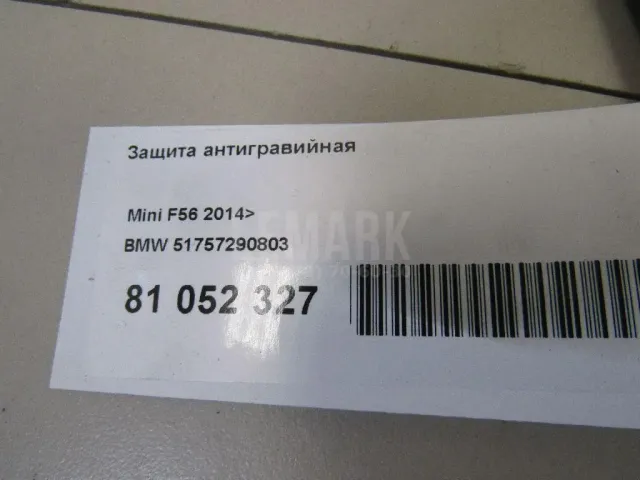 Защита антигравийная
Mini F56 2014>
BMW 51757290803
81 052 327